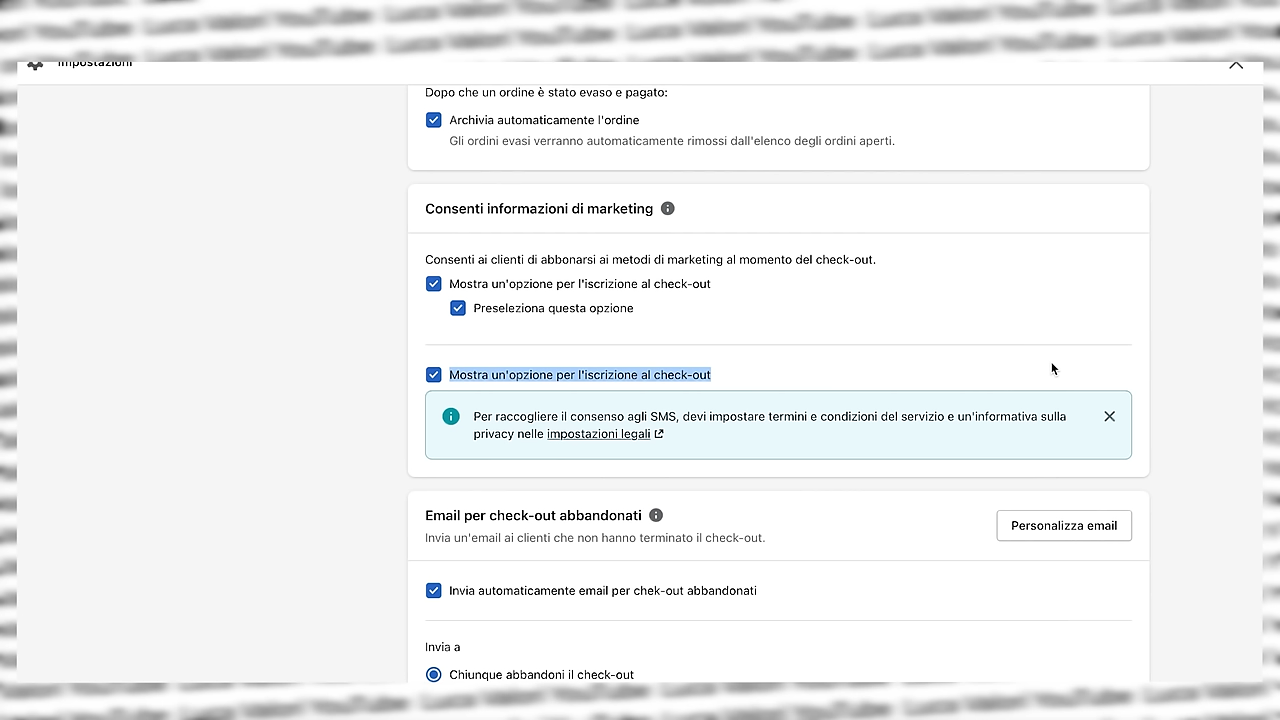 Impostazioni
Dopo che un ordine è stato evaso e pagato:
Archivia automaticamente l'ordine
Gli ordini evasi verranno automaticamente rimossi dall'elenco degli ordini aperti.
Consenti informazioni di marketing
Consenti ai clienti di abbonarsi ai metodi di marketing al momento del check-out.
Mostra un'opzione per l'iscrizione al check-out
Preseleziona questa opzione
Mostra un'opzione per l'iscrizione al check-out
Per raccogliere il consenso agli SMS, devi impostare termini e condizioni del servizio e un'informativa sulla
privacy nelle impostazioni legali
Email per check-out abbandonati
Personalizza email
Invia un'email ai clienti che non hanno terminato il check-out.
Invia automaticamente email per chek-out abbandonati
Invia a
Chiunque abbandoni il check-out